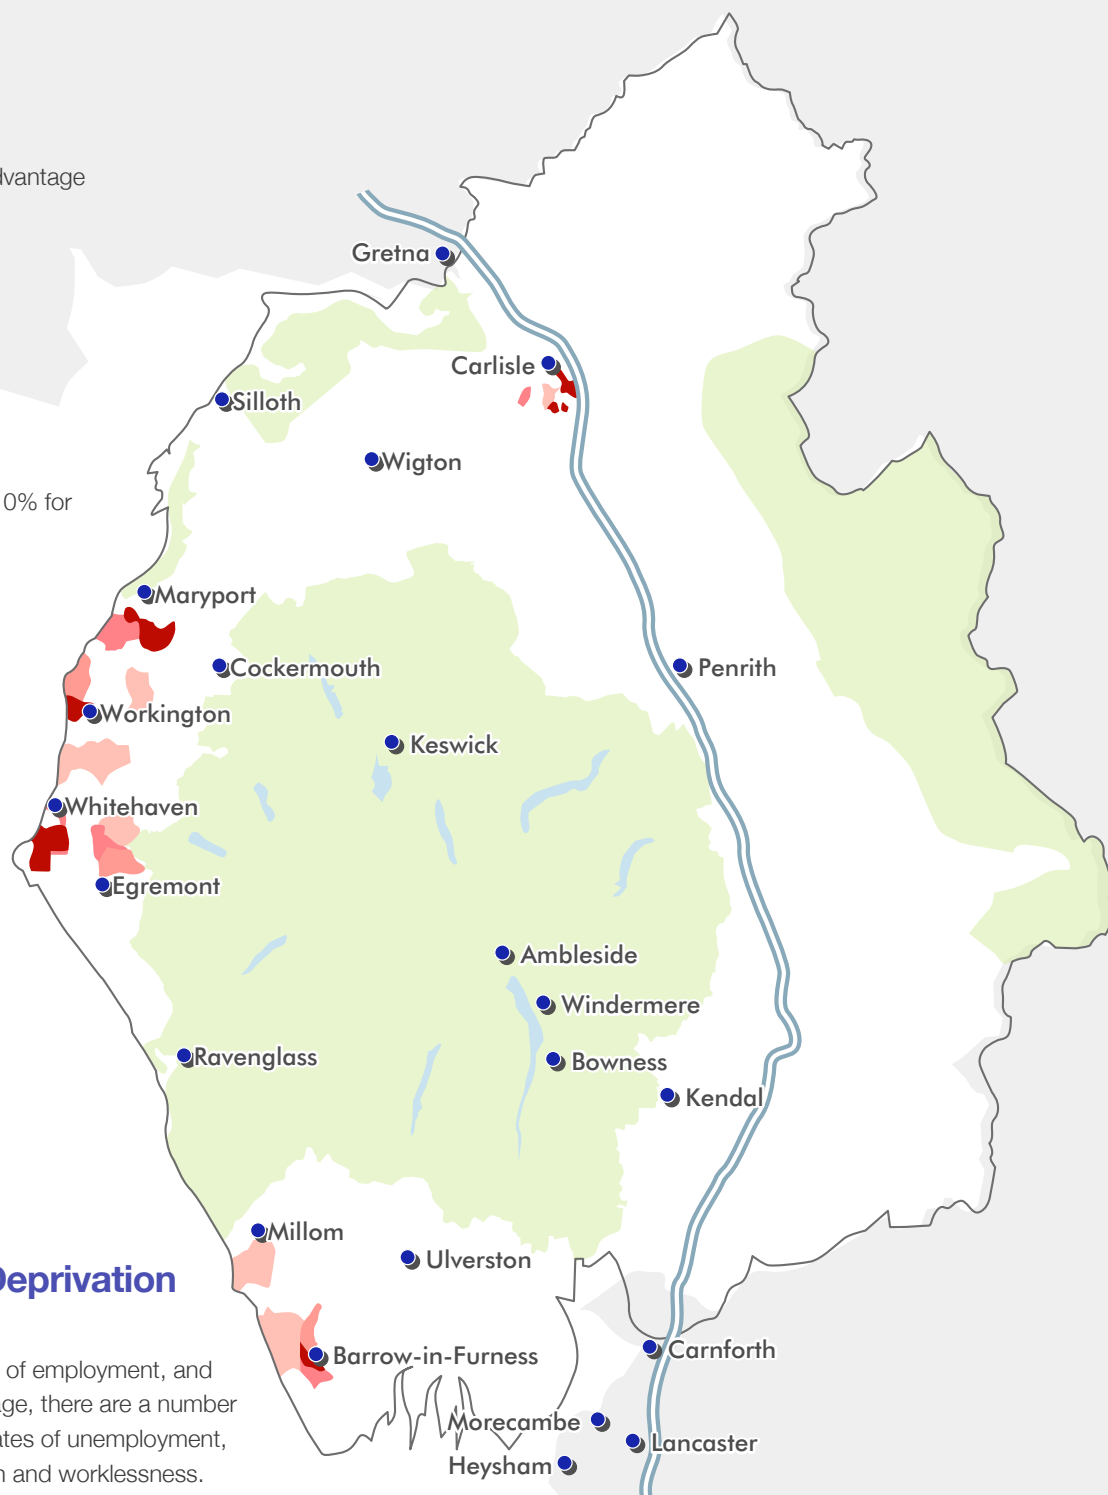 dvantage
Gretna
Carlisle
Silloth
Wigton
0% for
Maryport
Cockermouth
Penrith
Workington
Keswick
Whitehaven
Egremont
Ambleside
Windermere
Ravenglass
Bowness
Kendal
Millom
Ulverston
Deprivation
Carnforth
Barrow-in-Furness
of employment, and
ge, there are a number
Morecambe
ates of unemployment,
Lancaster
Heysham
n and worklessness.